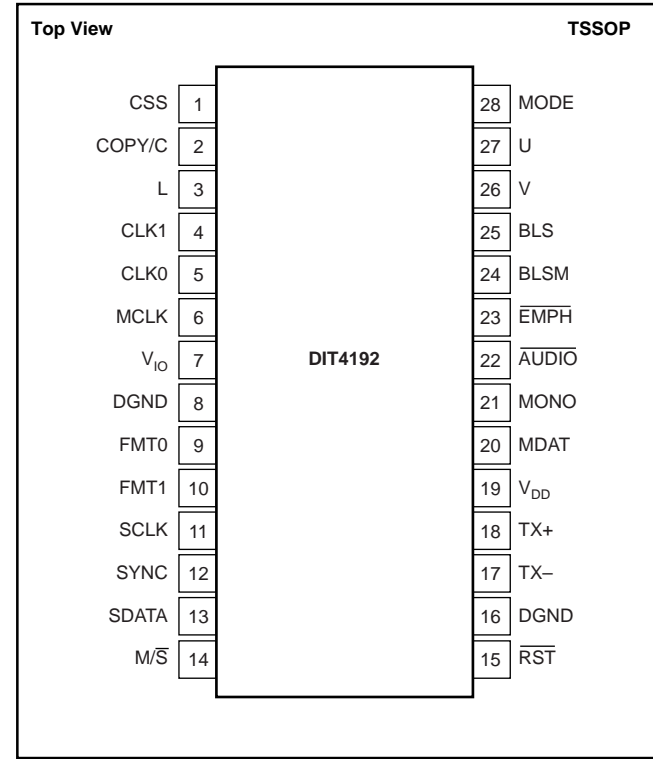 Top View TSSOP
CSS 1 28 MODE
COPY/C 2 27 U
L 3 26 V
CLK1 4 25 BLS
CLK0 5 24 BLSM
MCLK 6 23 E̅M̅P̅H̅
V_IO 7 DIT4192 22 A̅U̅D̅I̅O̅
DGND 8 21 MONO
FMT0 9 20 MDAT
FMT1 10 19 V_DD
SCLK 11 18 TX+
SYNC 12 17 TX–
SDATA 13 16 DGND
M/S̅ 14 15 R̅S̅T̅